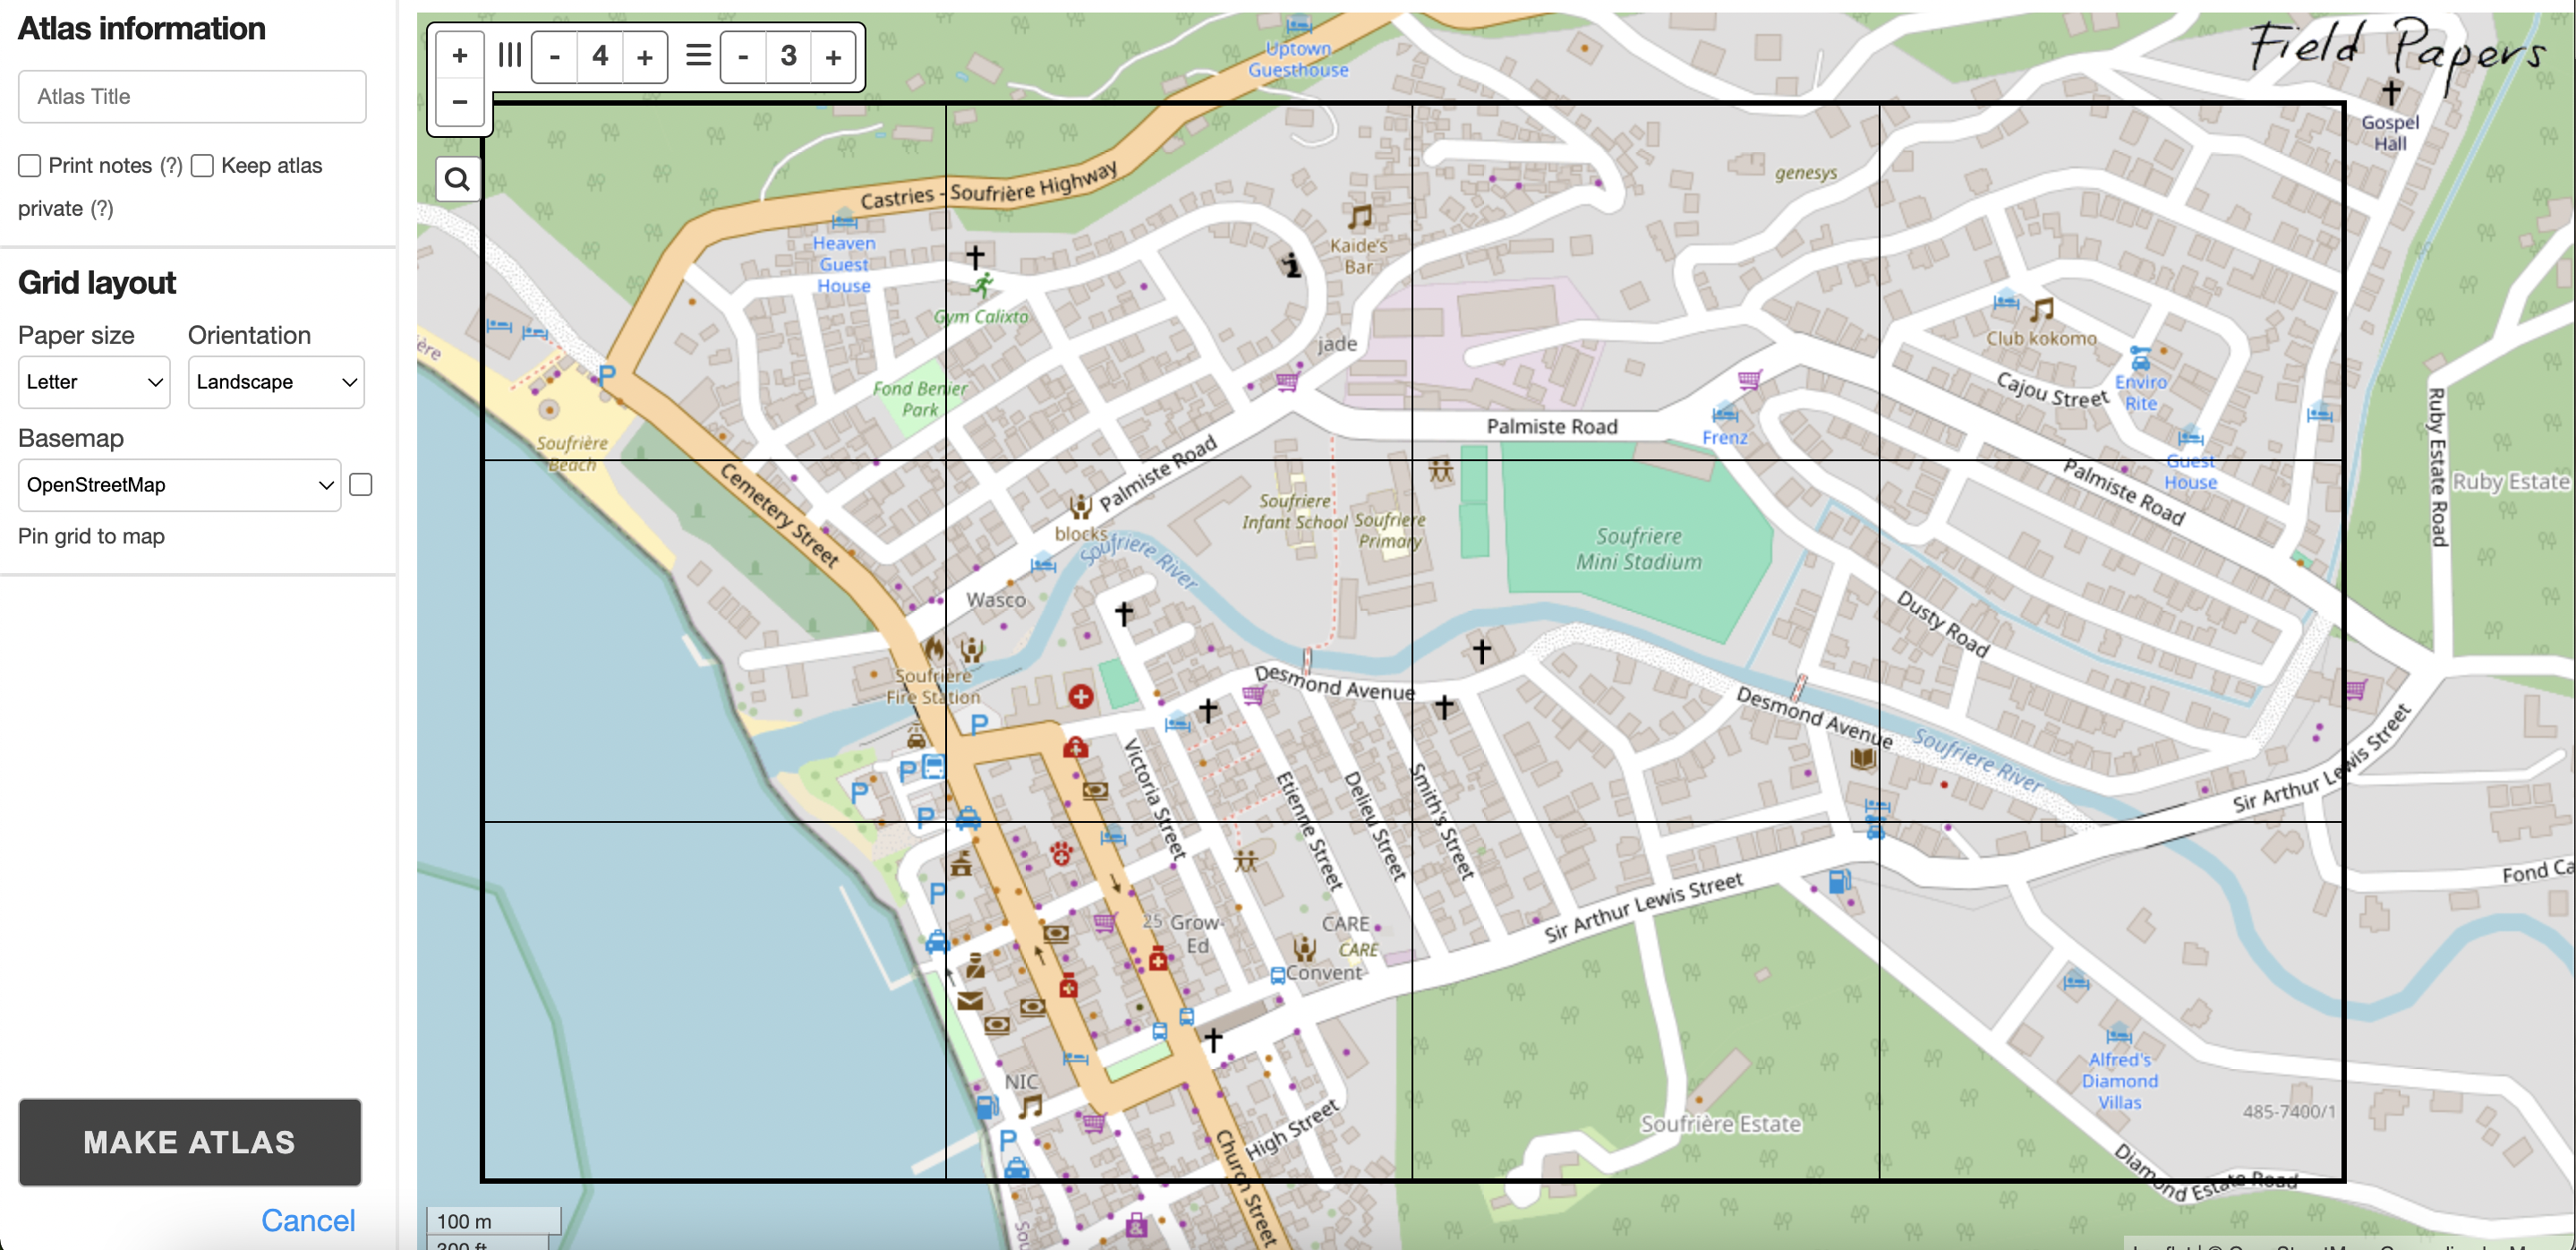 Atlas information
Atlas Title
Print notes (?) Keep atlas
private (?)
Grid layout
Paper size Orientation
Letter Landscape
Basemap
OpenStreetMap
Pin grid to map
MAKE ATLAS
Cancel
+ - 4 + - 3 +
−
Field Papers
Uptown
Guesthouse
Gospel
Hall
Castries - Soufrière Highway
genesys
Heaven
Guest
House
Kaide's
Bar
Gym Calixto
jade
Club kokomo
ère
P
Fond Benier
Park
Cajou Street
Enviro
Rite
Palmiste Road
Frenz
Soufrière
Beach
Ruby Estate Road
Guest
House
Ruby Estate
Palmiste Road
Palmiste Road
Cemetery Street
blocks
Soufriere
Infant School
Soufriere
Primary
Soufriere
Mini Stadium
Soufriere River
Wasco
Dusty Road
Soufrière
Fire Station
Desmond Avenue
Desmond Avenue
P
Soufriere River
Victoria Street
Etienne Street
Delieu Street
Smith's Street
Sir Arthur Lewis Street
P
P
P
P
25
Grow-
Ed
CARE
CARE
Convent
Sir Arthur Lewis Street
Fond Ca
NIC
Alfred's
Diamond
Villas
485-7400/1
Soufrière Estate
High Street
P
Church Street
Diamond Estate Road
Sou
100 m
300 ft